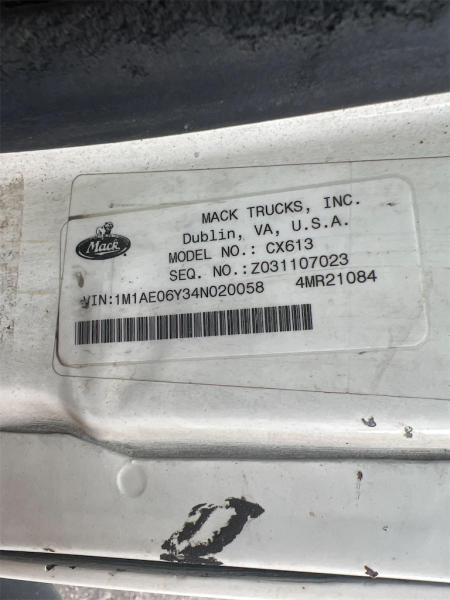 MACK TRUCKS, INC.
Dublin, VA, U.S.A.
Mack
MODEL NO.: CX613
SEQ. NO.:Z031107023
VIN:1M1AE06Y34N020058 4MR21084